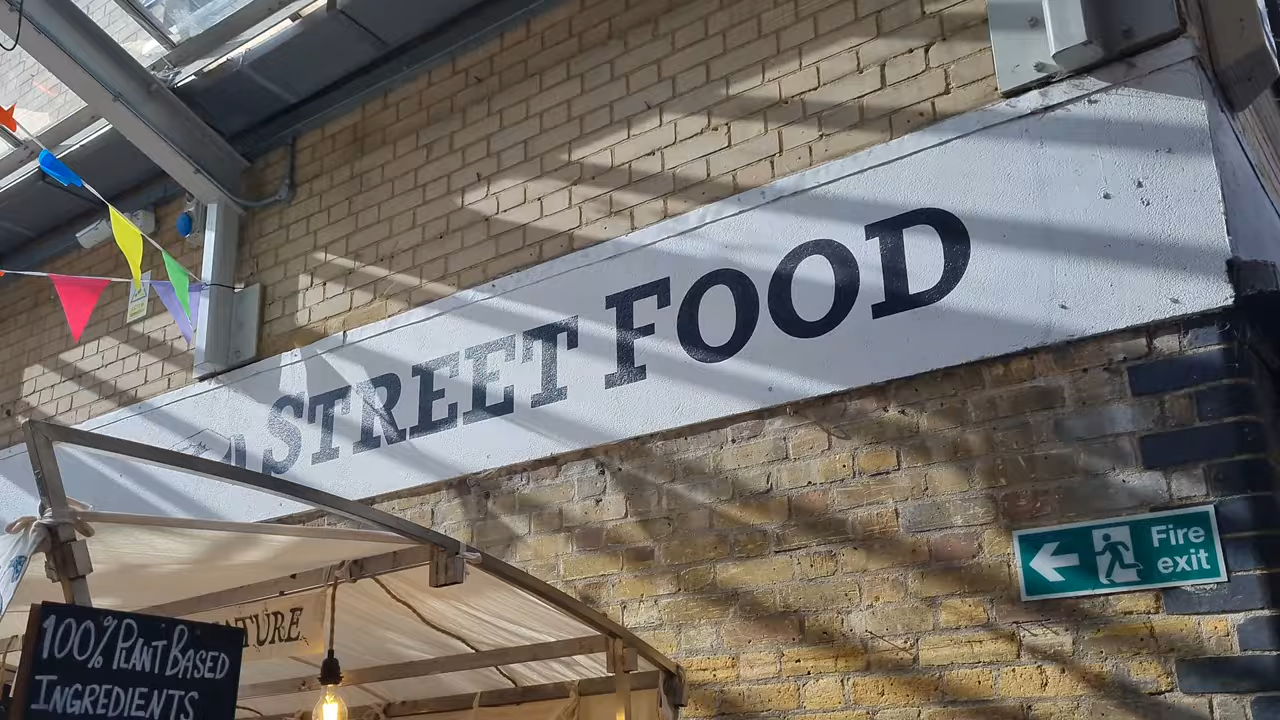 STREET FOOD
Fire
exit
100% PLANT BASED
INGREDIENTS